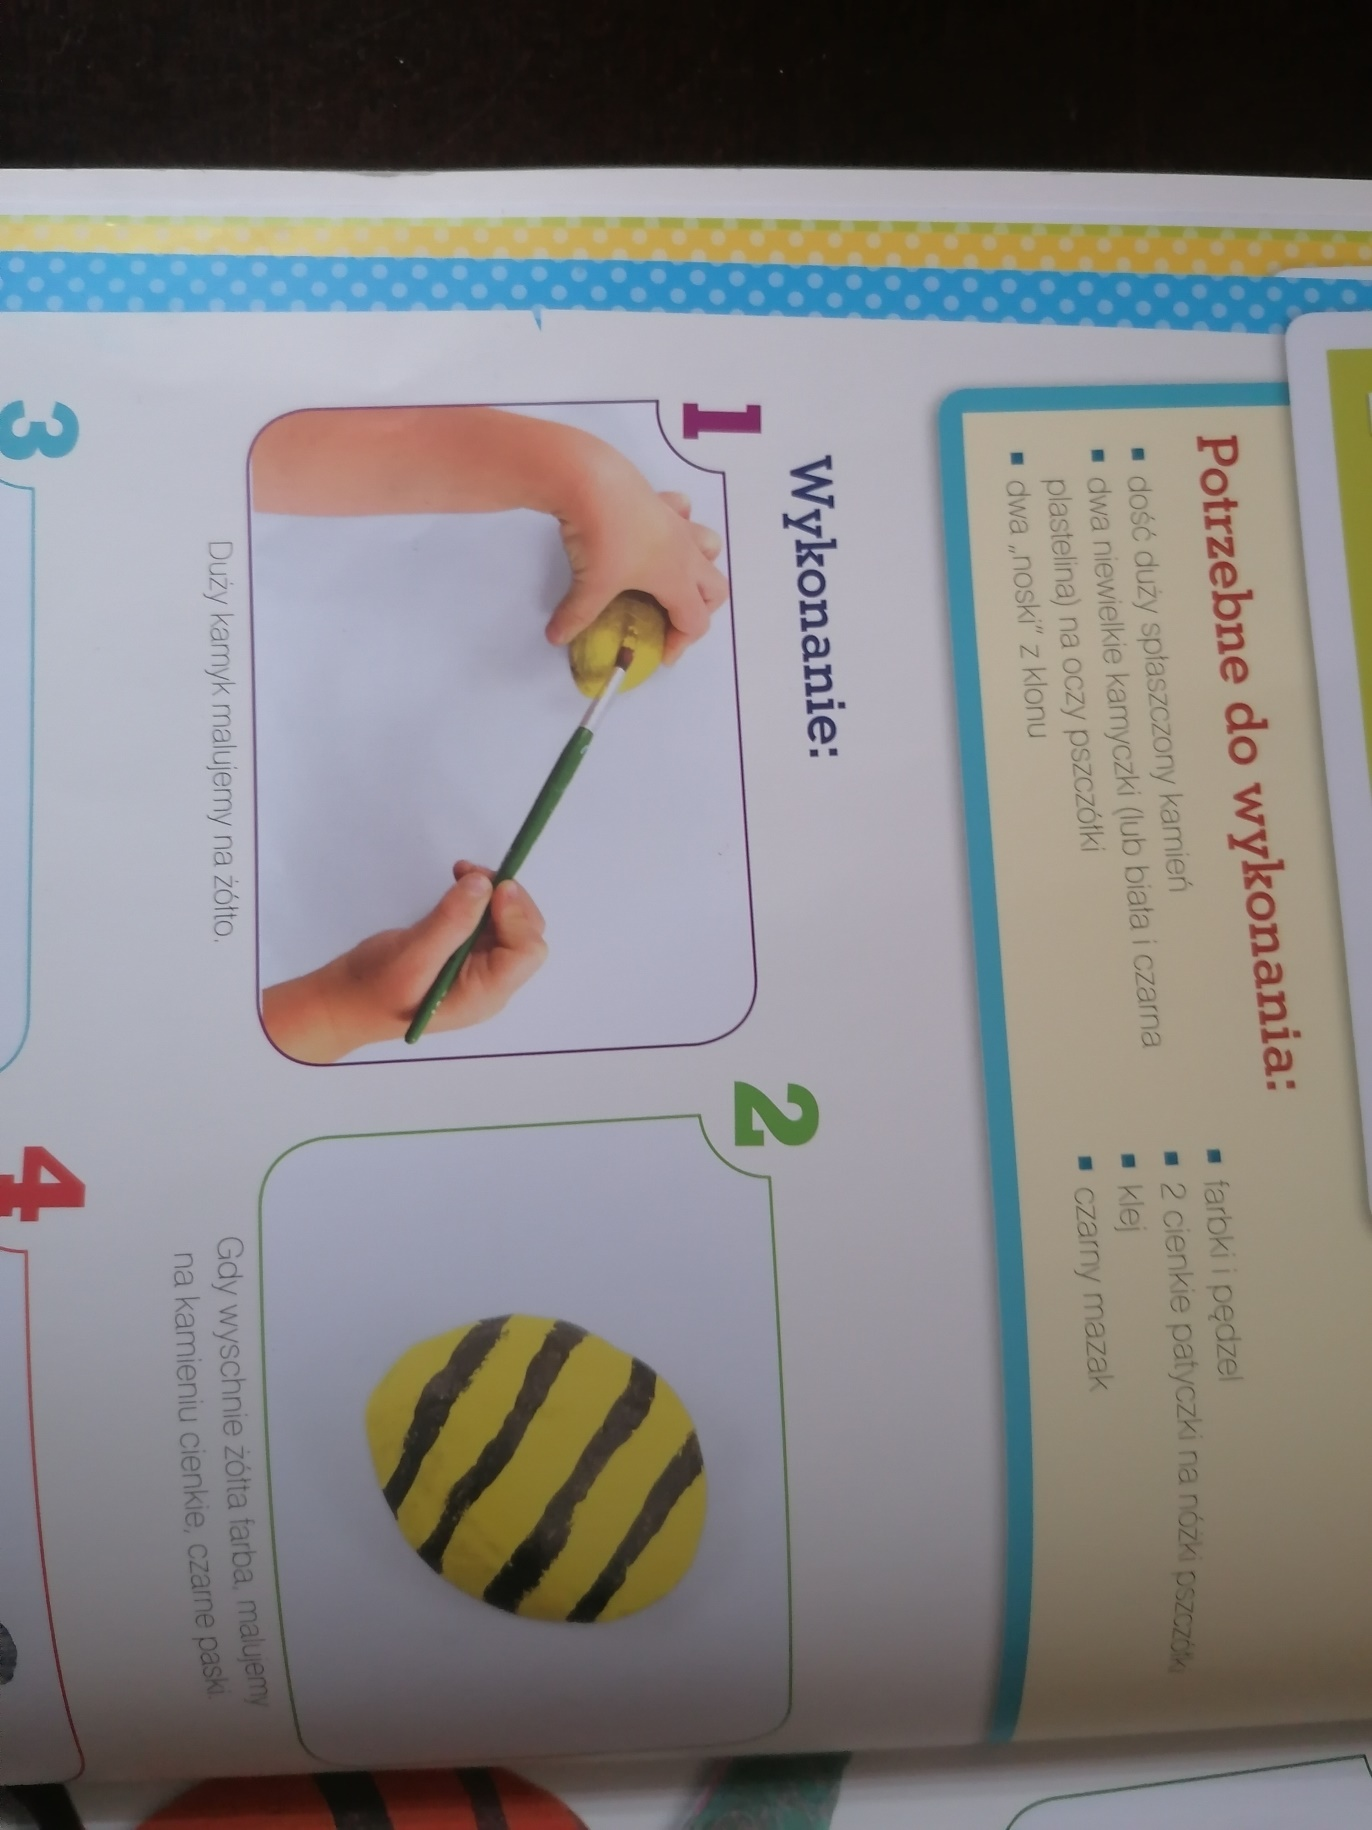 Potrzebne do wykonania:
▪ dość duży spłaszczony kamień
▪ dwa niewielkie kamyczki (lub biała i czarna
plastelina) na oczy pszczółki
▪ dwa „noski" z klonu
▪ farbki i pędzel
▪ 2 cienkie patyczki na nóżki pszczółki
▪ klej
▪ czarny mazak
Wykonanie:
1
Duży kamyk malujemy na żółto.
2
Gdy wyschnie żółta farba, malujemy
na kamieniu cienkie, czarne paski.
3
4